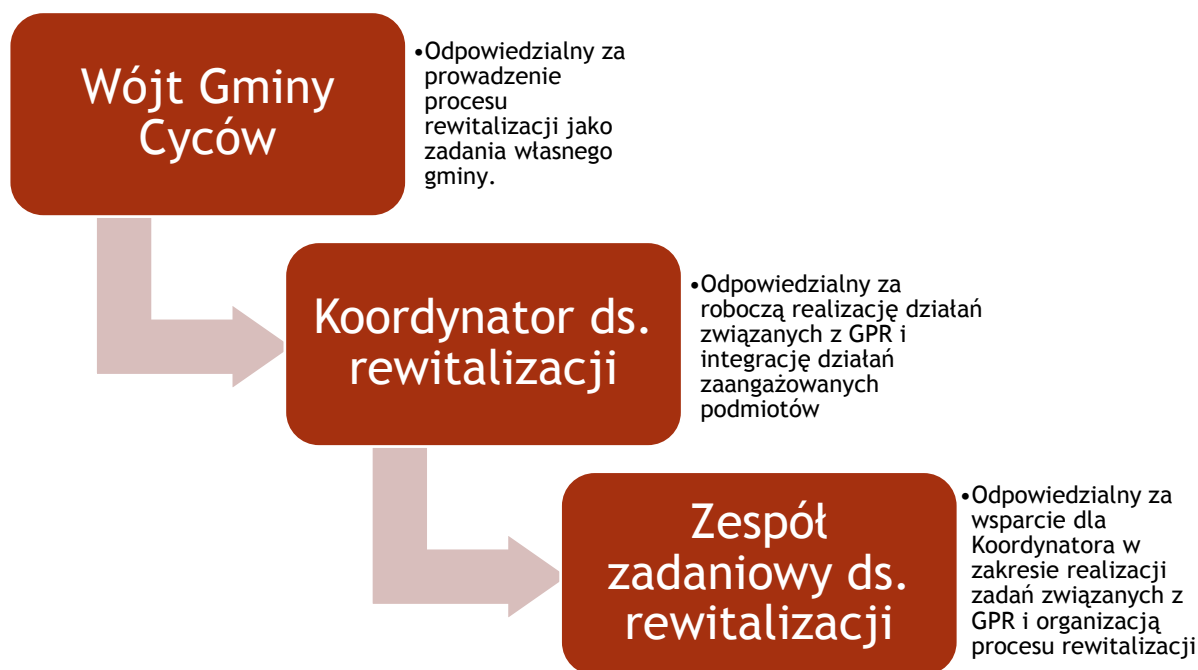 Wójt Gminy
Cyców
•Odpowiedzialny za
prowadzenie
procesu
rewitalizacji jako
zadania własnego
gminy.
Koordynator ds.
rewitalizacji
•Odpowiedzialny za
roboczą realizację działań
związanych z GPR i
integrację działań
zaangażowanych
podmiotów
Zespół
zadaniowy ds.
rewitalizacji
•Odpowiedzialny za
wsparcie dla
Koordynatora w
zakresie realizacji
zadań związanych z
GPR i organizacją
procesu rewitalizacji